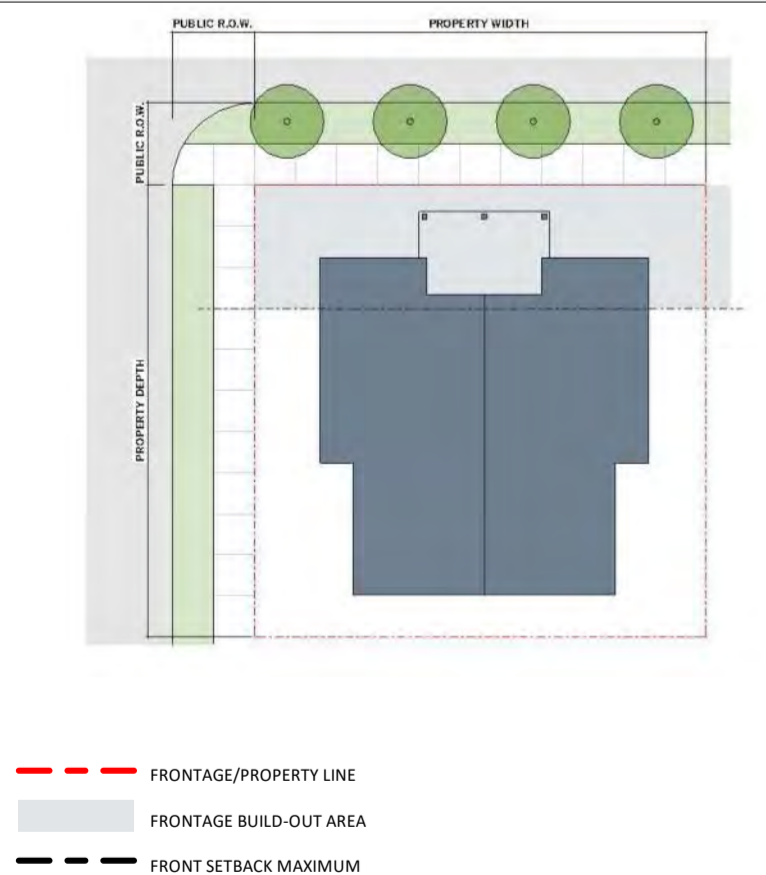 PUBLIC R.O.W.
PROPERTY WIDTH
PUBLIC R.O.W.
PROPERTY DEPTH
FRONTAGE/PROPERTY LINE
FRONTAGE BUILD-OUT AREA
FRONT SETBACK MAXIMUM